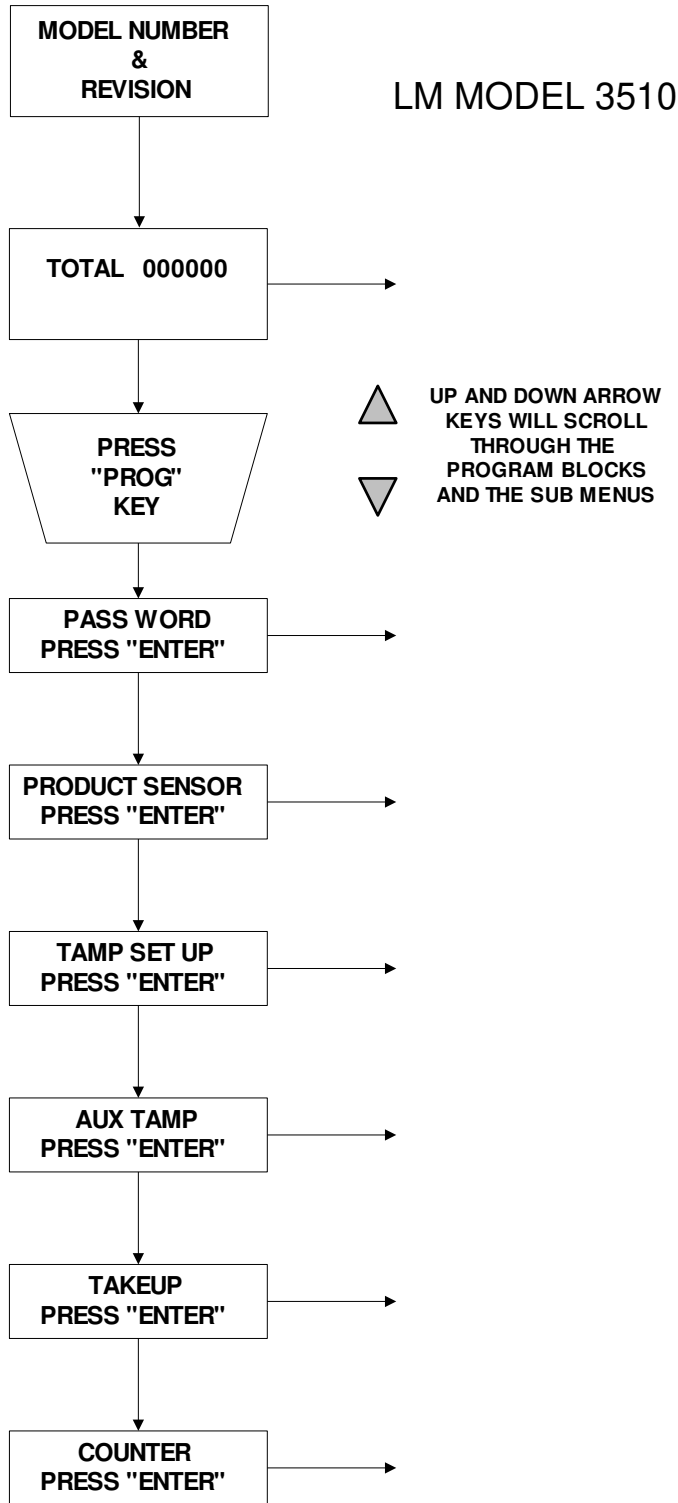 MODEL NUMBER
&
REVISION
LM MODEL 3510
TOTAL 000000
PRESS
"PROG"
KEY
UP AND DOWN ARROW
KEYS WILL SCROLL
THROUGH THE
PROGRAM BLOCKS
AND THE SUB MENUS
PASS WORD
PRESS "ENTER"
PRODUCT SENSOR
PRESS "ENTER"
TAMP SET UP
PRESS "ENTER"
AUX TAMP
PRESS "ENTER"
TAKEUP
PRESS "ENTER"
COUNTER
PRESS "ENTER"